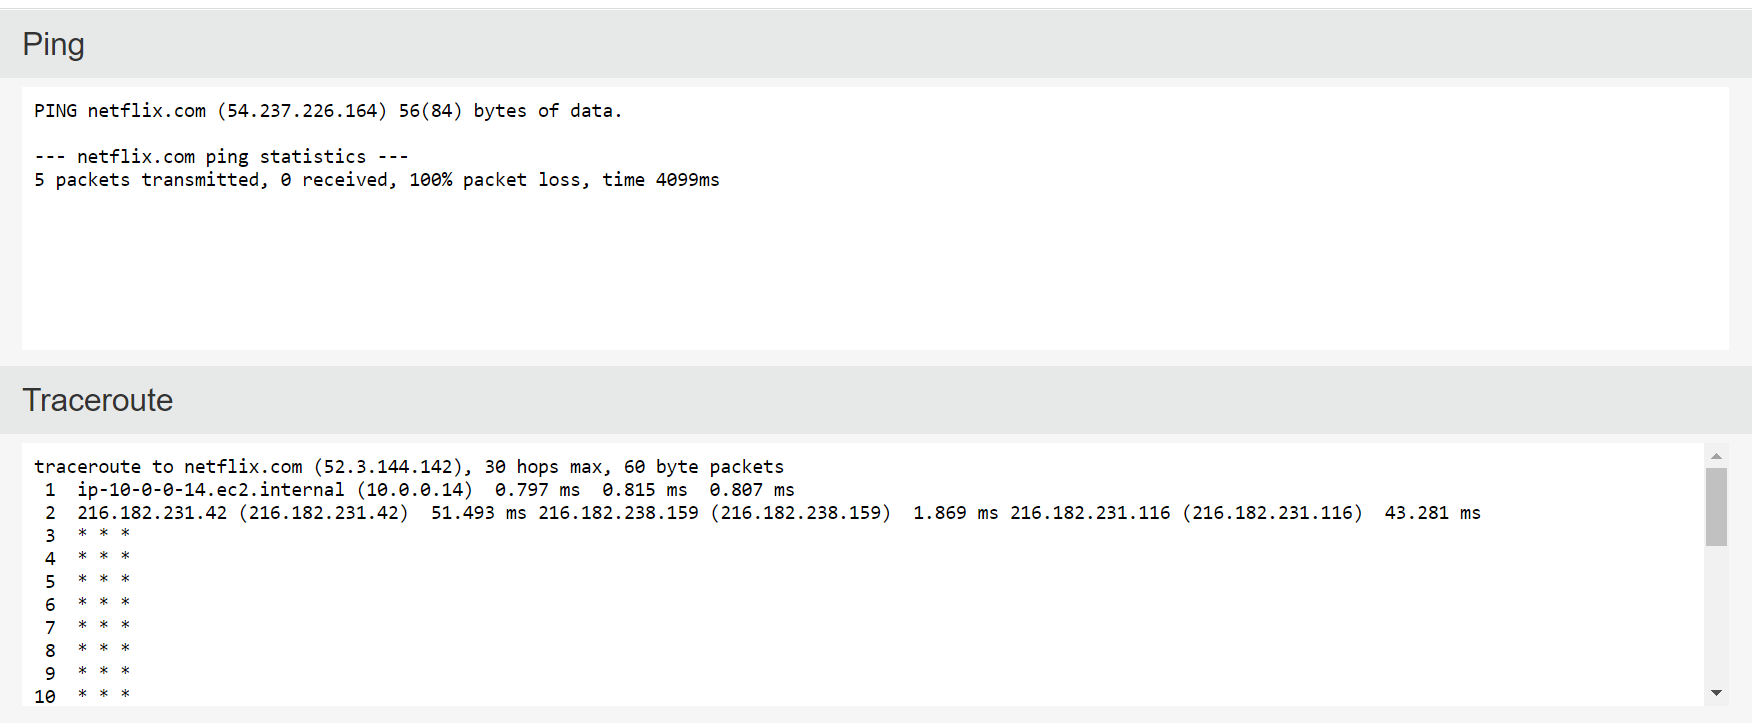 Ping
PING netflix.com (54.237.226.164) 56(84) bytes of data.
--- netflix.com ping statistics ---
5 packets transmitted, 0 received, 100% packet loss, time 4099ms
Traceroute
traceroute to netflix.com (52.3.144.142), 30 hops max, 60 byte packets
 1  ip-10-0-0-14.ec2.internal (10.0.0.14)  0.797 ms  0.815 ms  0.807 ms
 2  216.182.231.42 (216.182.231.42)  51.493 ms 216.182.238.159 (216.182.238.159)  1.869 ms 216.182.231.116 (216.182.231.116)  43.281 ms
 3  * * *
 4  * * *
 5  * * *
 6  * * *
 7  * * *
 8  * * *
 9  * * *
10  * * *